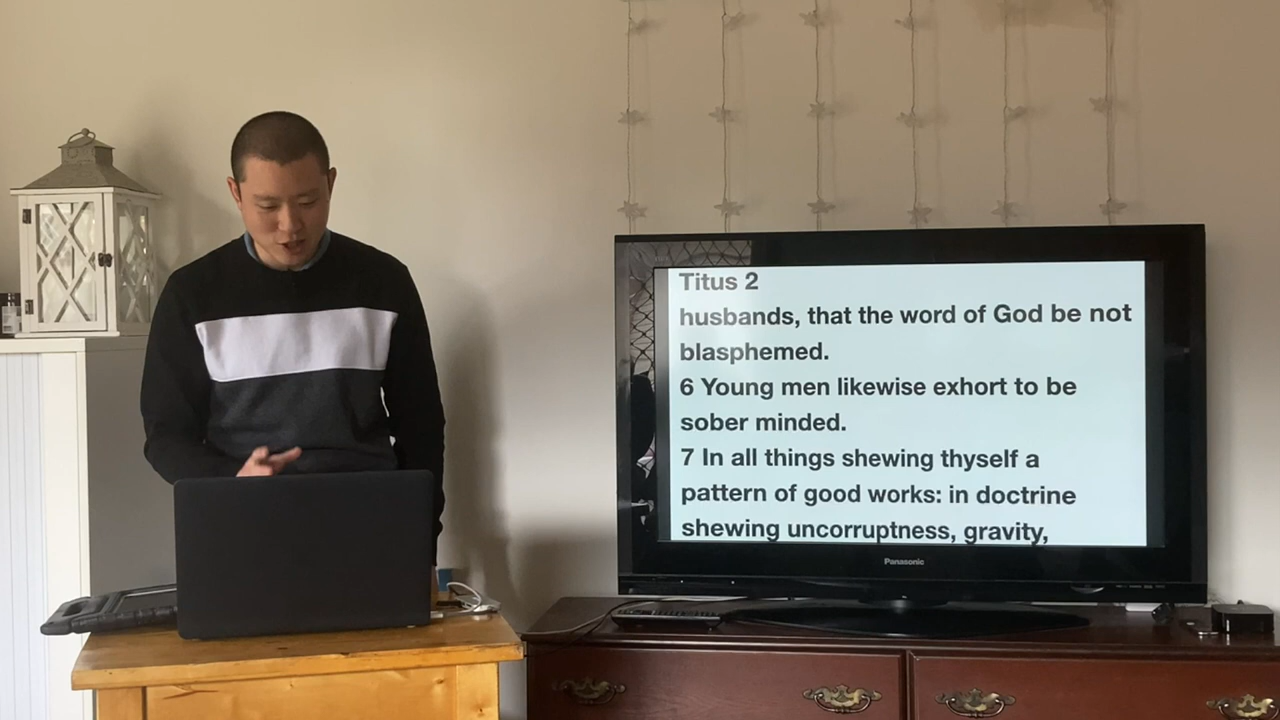 Titus 2
husbands, that the word of God be not
blasphemed.
6 Young men likewise exhort to be
sober minded.
7 In all things shewing thyself a
pattern of good works: in doctrine
shewing uncorruptness, gravity,
Panasonic